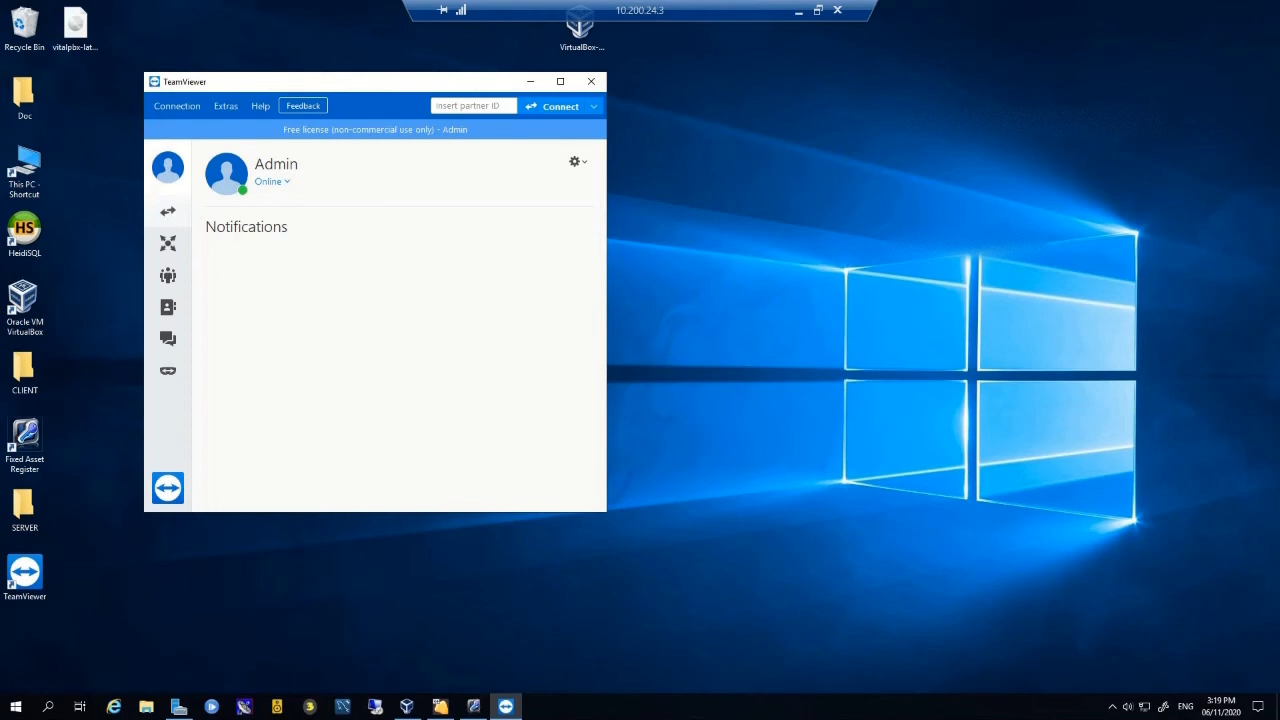 10.200.24.3
Recycle Bin
vitalpbx-lat...
VirtualBox-...
TeamViewer
Connection Extras Help Feedback Insert partner ID Connect
Free license (non-commercial use only) - Admin
Admin
Online
Notifications
Doc
This PC -
Shortcut
HS
HeidiSQL
Oracle VM
VirtualBox
CLIENT
Fixed Asset
Register
SERVER
TeamViewer
ENG
3:19 PM
06/11/2020